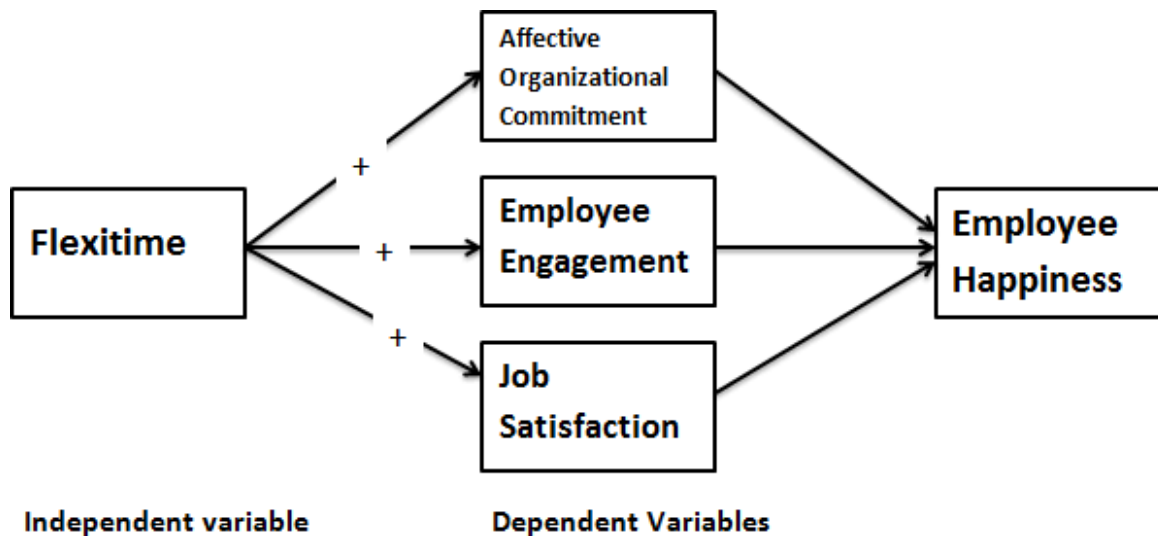 Affective
Organizational
Commitment
+
Flexitime
Employee
Engagement
+
Employee
Happiness
+
Job
Satisfaction
Independent variable
Dependent Variables